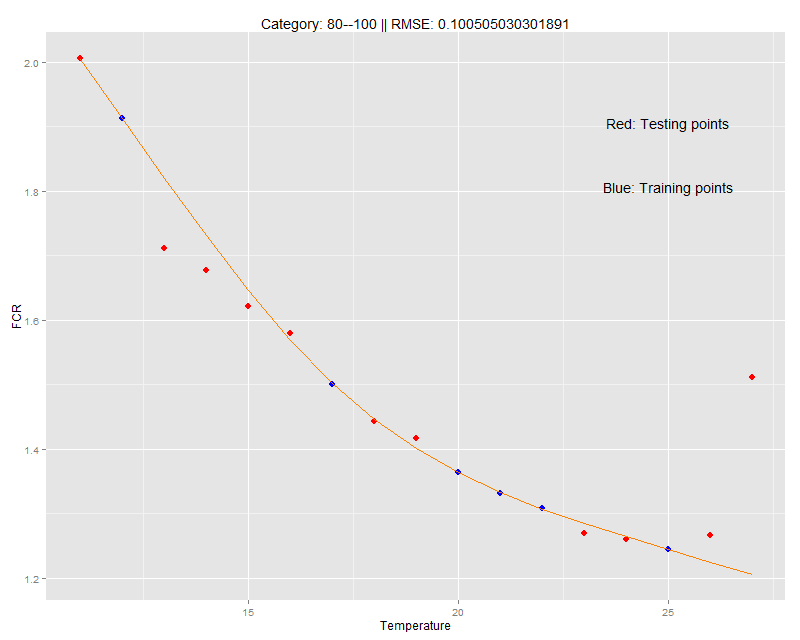 Category: 80--100 || RMSE: 0.100505030301891
2.0
Red: Testing points
1.8
Blue: Training points
FCR
1.6
1.4
1.2
15 20 25
Temperature